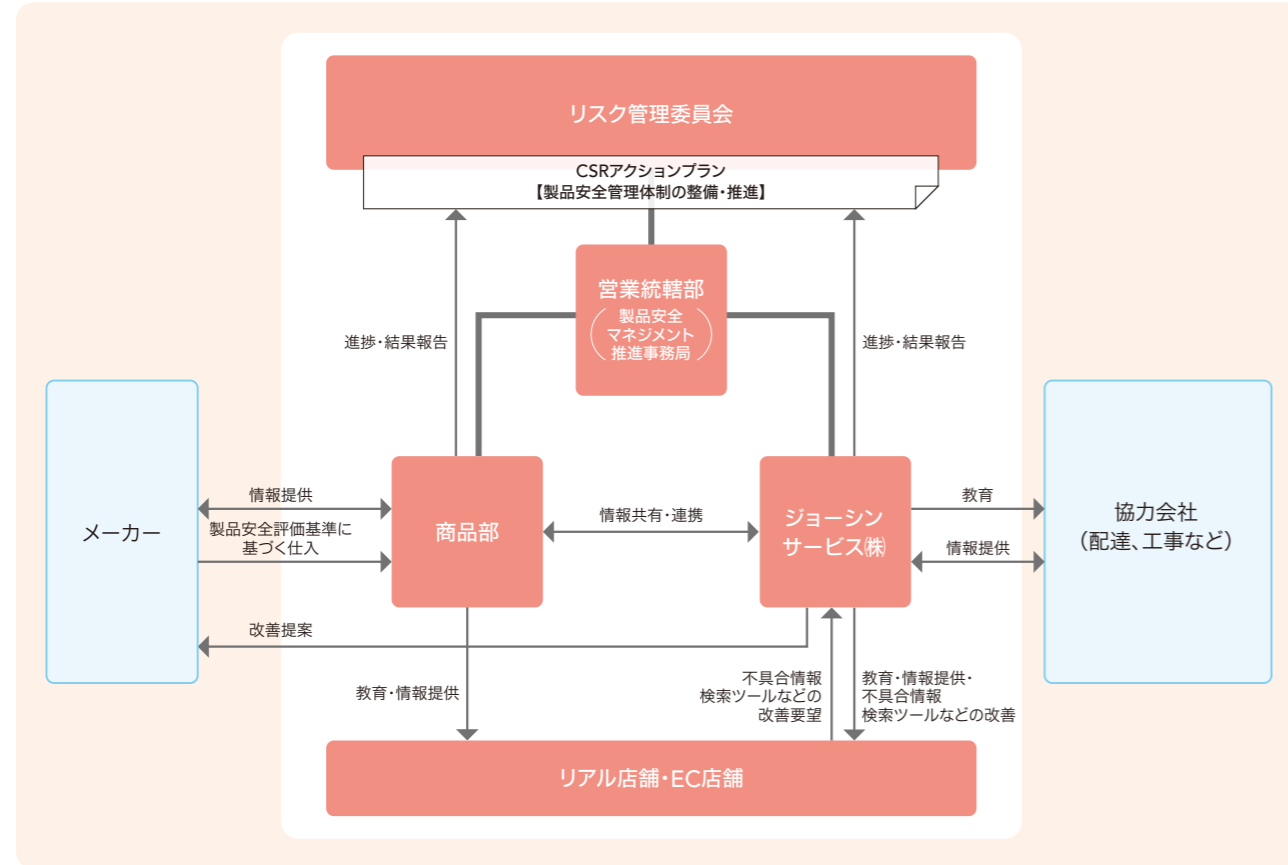 リスク管理委員会
CSRアクションプラン
【製品安全管理体制の整備・推進】
営業統轄部
製品安全
マネジメント
推進事務局
進捗・結果報告
進捗・結果報告
メーカー
情報提供
製品安全評価基準に
基づく仕入
商品部
情報共有・連携
ジョーシン
サービス㈱
教育
情報提供
協力会社
(配達、工事など)
改善提案
教育・情報提供
不具合情報
検索ツールなどの
改善要望
教育・情報提供・
不具合情報
検索ツールなどの改善
リアル店舗・EC店舗